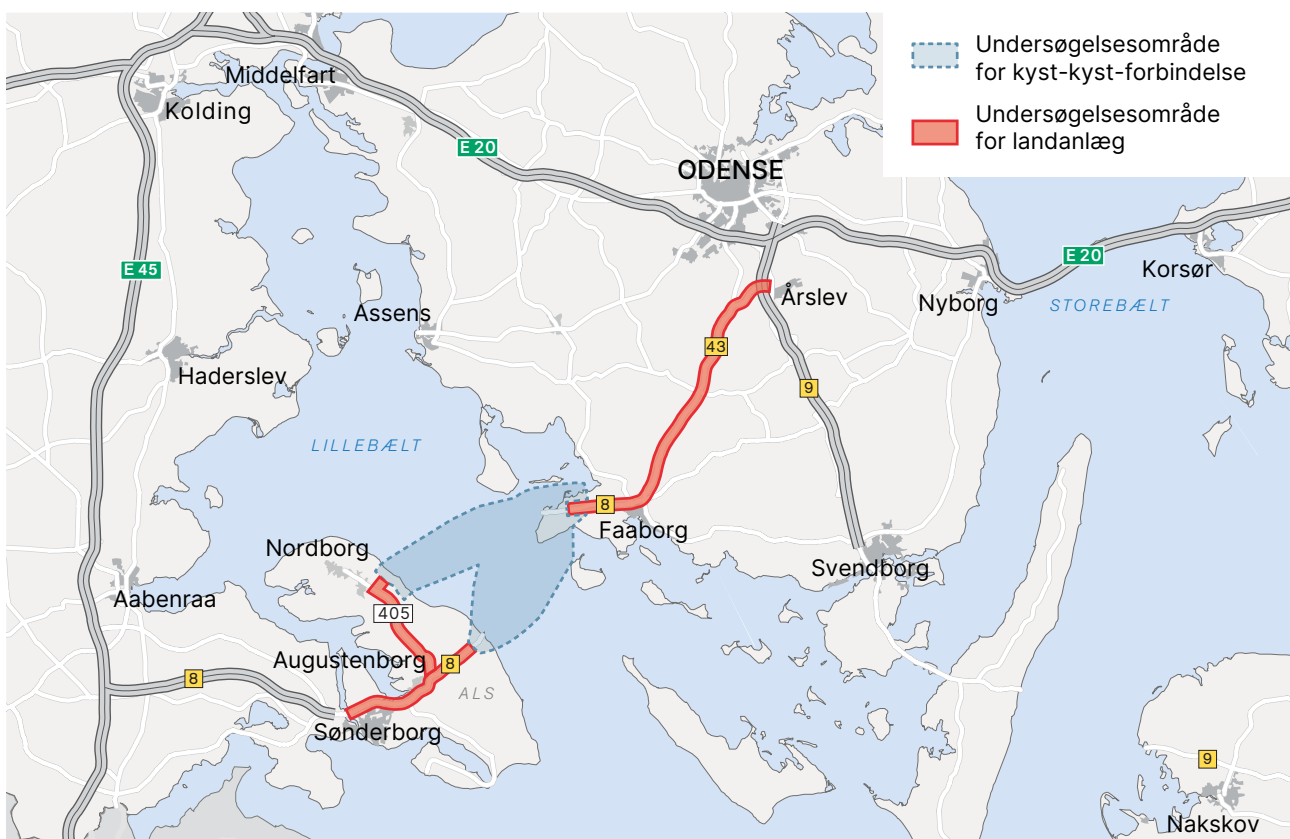 Undersøgelsesområde
for kyst-kyst-forbindelse
Undersøgelsesområde
for landanlæg
Middelfart
Kolding
E 20
ODENSE
E 45
E 20
Korsør
Årslev
Nyborg
STOREBÆLT
Assens
43
Haderslev
9
LILLEBÆLT
8
Faaborg
Nordborg
Svendborg
Aabenraa
405
Augustenborg
8
8
ALS
Sønderborg
9
Nakskov